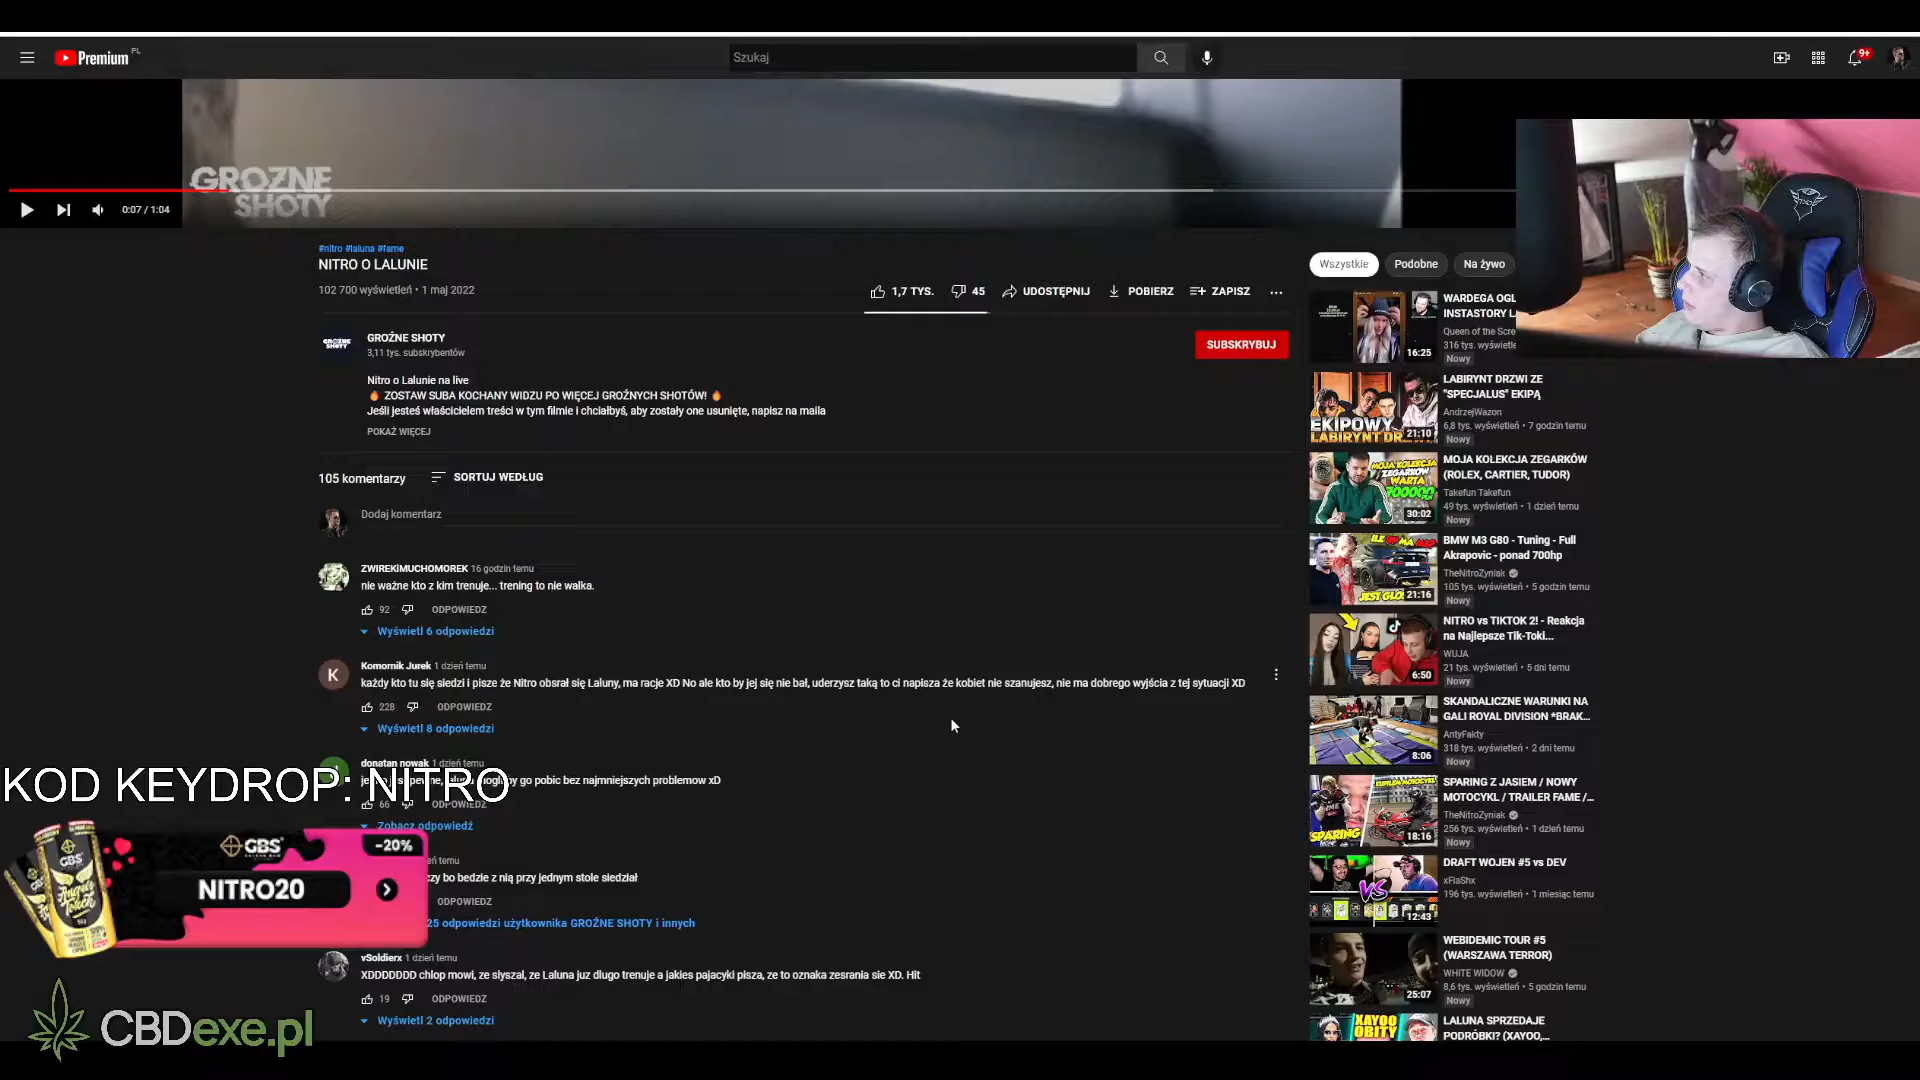 Premium PL
Szukaj
9+
GROZNE
SHOTY
0:07 / 1:04
#nitro #laluna #fame
NITRO O LALUNIE
102 700 wyświetleń • 1 maj 2022
1,7 TYS.
45
UDOSTĘPNIJ
POBIERZ
ZAPISZ
GROŹNE SHOTY
3,11 tys. subskrybentów
SUBSKRYBUJ
Nitro o Lalunie na live
🔥 ZOSTAW SUBA KOCHANY WIDZU PO WIĘCEJ GROŹNYCH SHOTÓW! 🔥
Jeśli jesteś właścicielem treści w tym filmie i chciałbyś, aby zostały one usunięte, napisz na maila
POKAŻ WIĘCEJ
105 komentarzy
SORTUJ WEDŁUG
Dodaj komentarz
ZWIREKiMUCHOMOREK 16 godzin temu
nie ważne kto z kim trenuje... trening to nie walka.
92
ODPOWIEDZ
Wyświetl 6 odpowiedzi
K
Komornik Jurek 1 dzień temu
każdy kto tu się siedzi i pisze że Nitro obsrał się Laluny, ma racje XD No ale kto by jej się nie bał, uderzysz taką to ci napisza że kobiet nie szanujesz, nie ma dobrego wyjścia z tej sytuacji XD
228
ODPOWIEDZ
Wyświetl 8 odpowiedzi
donatan nowak 1 dzień temu
go pobic bez najmniejszych problemow xD
66
ODPOWIEDZ
Zobacz odpowiedź
KOD KEYDROP: NITRO
temu
bo bedzie z nią przy jednym stole siedział
ODPOWIEDZ
25 odpowiedzi użytkownika GROŹNE SHOTY i innych
GBS
GBS
-20%
NITRO20
Angel's
Touch
vSoldierx 1 dzień temu
XDDDDDDD chlop mowi, ze slyszal, ze Laluna juz dlugo trenuje a jakies pajacyki pisza, ze to oznaka zesrania sie XD. Hit
19
ODPOWIEDZ
Wyświetl 2 odpowiedzi
CBDexe.pl
Wszystkie
Podobne
Na żywo
16:25
WARDEGA OGL
INSTASTORY L
Queen of the Scre
316 tys. wyświetle
Nowy
EKIPOWY
LABIRYNT DR
21:10
LABIRYNT DRZWI ZE
"SPECJALUS" EKIPĄ
AndrzejWazon
6,8 tys. wyświetleń • 7 godzin temu
Nowy
MOJA KOLEKCJA
ZEGARKÓW
WARTA
700000
30:02
MOJA KOLEKCJA ZEGARKÓW
(ROLEX, CARTIER, TUDOR)
Takefun Takefun
49 tys. wyświetleń • 1 dzień temu
Nowy
JEST GŁO
21:16
BMW M3 G80 - Tuning - Full
Akrapovic - ponad 700hp
TheNitroZyniak
105 tys. wyświetleń • 5 godzin temu
Nowy
6:50
NITRO vs TIKTOK 2! - Reakcja
na Najlepsze Tik-Toki...
WUJA
21 tys. wyświetleń • 5 dni temu
Nowy
8:06
SKANDALICZNE WARUNKI NA
GALI ROYAL DIVISION *BRAK...
AntyFakty
318 tys. wyświetleń • 2 dni temu
Nowy
SPARING
18:16
SPARING Z JASIEM / NOWY
MOTOCYKL / TRAILER FAME /...
TheNitroZyniak
256 tys. wyświetleń • 1 dzień temu
Nowy
VS
12:43
DRAFT WOJEN #5 vs DEV
xFlaShx
196 tys. wyświetleń • 1 miesiąc temu
25:07
WEBIDEMIC TOUR #5
(WARSZAWA TERROR)
WHITE WIDOW
8,6 tys. wyświetleń • 5 godzin temu
Nowy
XAYOO
OBITY
LALUNA SPRZEDAJE
PODRÓBKI? (XAYOO,...